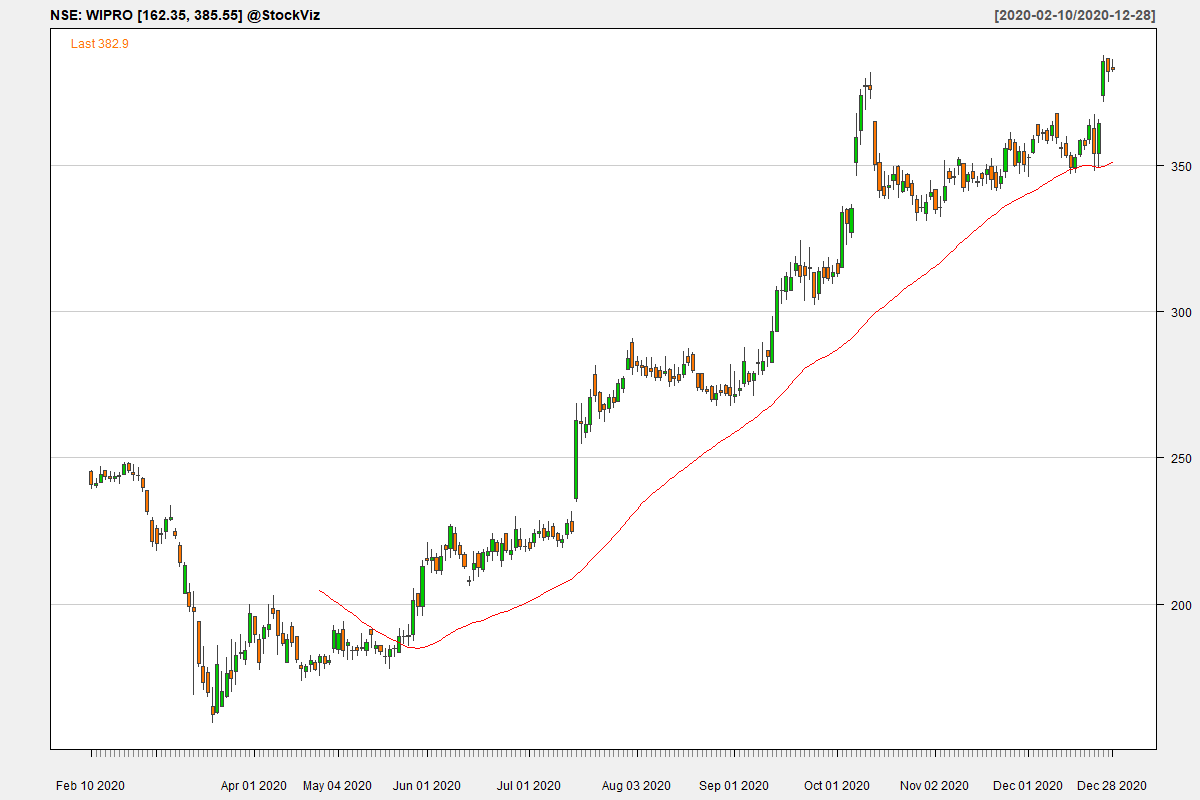 NSE: WIPRO [162.35, 385.55] @StockViz [2020-02-10/2020-12-28]
Last 382.9
350
300
250
200
Feb 10 2020 Apr 01 2020 May 04 2020 Jun 01 2020 Jul 01 2020 Aug 03 2020 Sep 01 2020 Oct 01 2020 Nov 02 2020 Dec 01 2020 Dec 28 2020